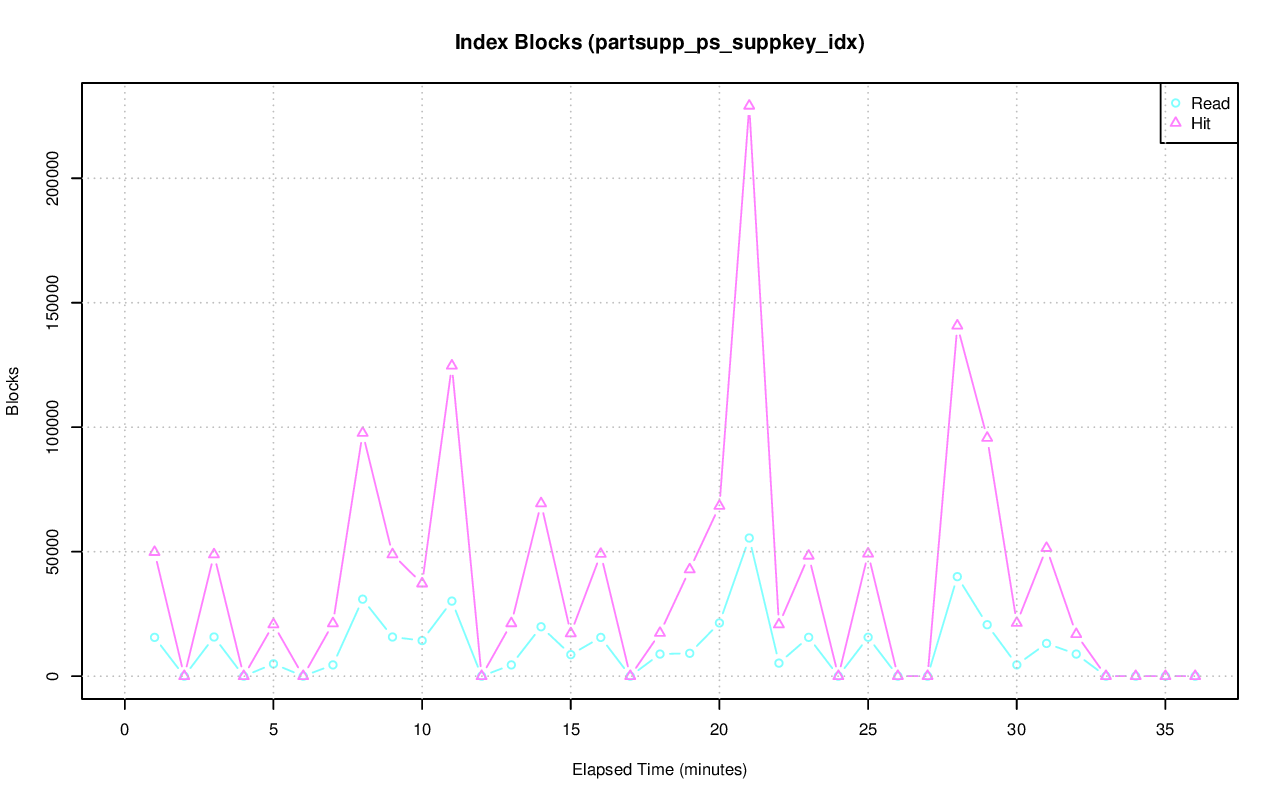 Index Blocks (partsupp_ps_suppkey_idx)
Read
Hit
Blocks
200000
150000
100000
50000
0
0 5 10 15 20 25 30 35
Elapsed Time (minutes)